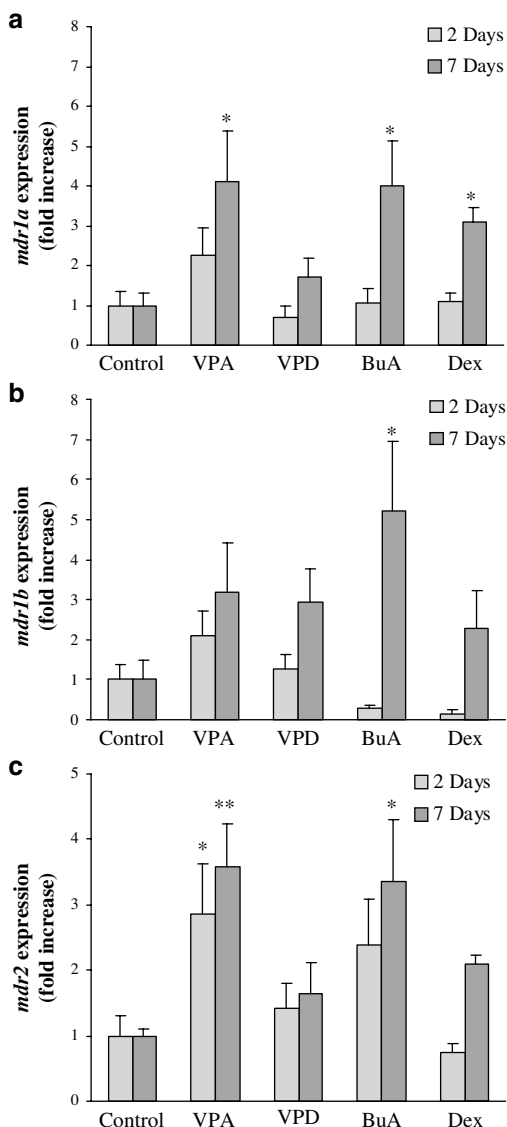 a
mdr1a expression
(fold increase)
8
7
6
5
4
3
2
1
0
2 Days
7 Days
*
*
*
Control VPA VPD BuA Dex
b
mdr1b expression
(fold increase)
8
7
6
5
4
3
2
1
0
2 Days
7 Days
*
Control VPA VPD BuA Dex
c
mdr2 expression
(fold increase)
5
4
3
2
1
0
2 Days
7 Days
*
**
*
Control VPA VPD BuA Dex